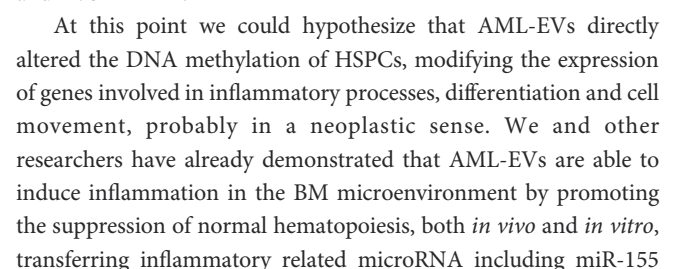 At this point we could hypothesize that AML-EVs directly
altered the DNA methylation of HSPCs, modifying the expression
of genes involved in inflammatory processes, differentiation and cell
movement, probably in a neoplastic sense. We and other
researchers have already demonstrated that AML-EVs are able to
induce inflammation in the BM microenvironment by promoting
the suppression of normal hematopoiesis, both in vivo and in vitro,
transferring inflammatory related microRNA including miR-155